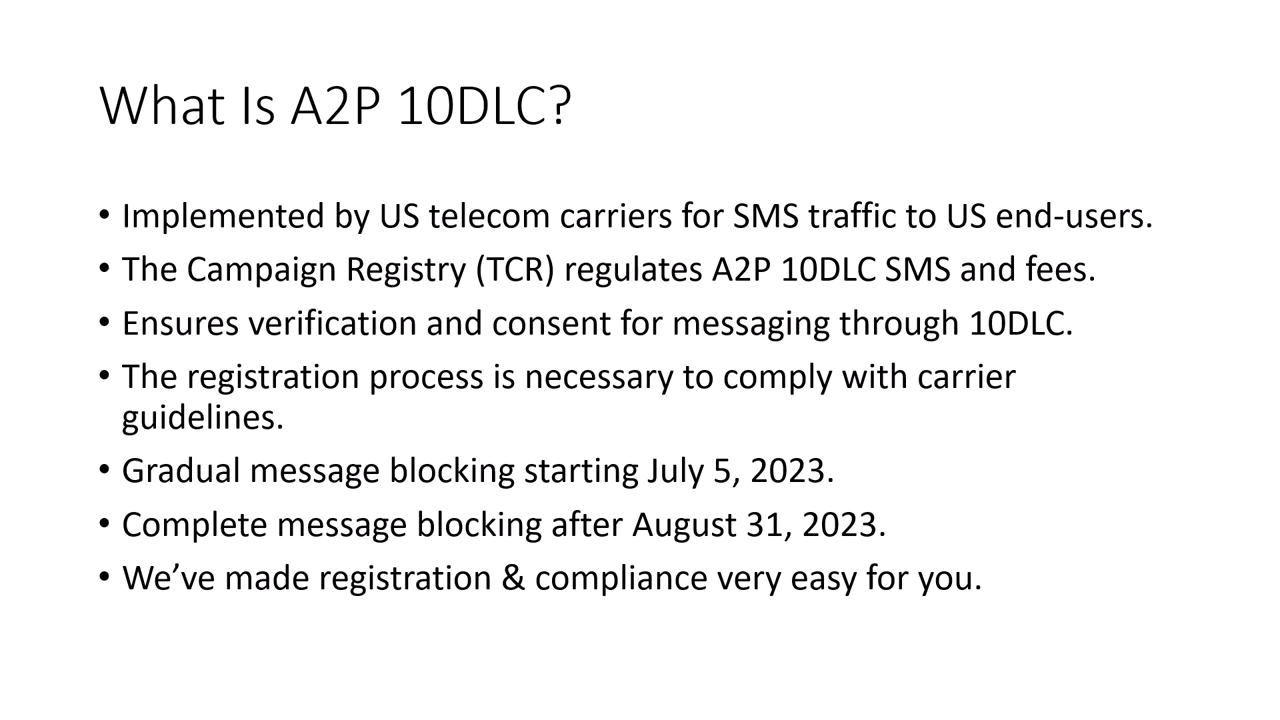 What Is A2P 10DLC?
• Implemented by US telecom carriers for SMS traffic to US end-users.
• The Campaign Registry (TCR) regulates A2P 10DLC SMS and fees.
• Ensures verification and consent for messaging through 10DLC.
• The registration process is necessary to comply with carrier
guidelines.
• Gradual message blocking starting July 5, 2023.
• Complete message blocking after August 31, 2023.
• We’ve made registration & compliance very easy for you.